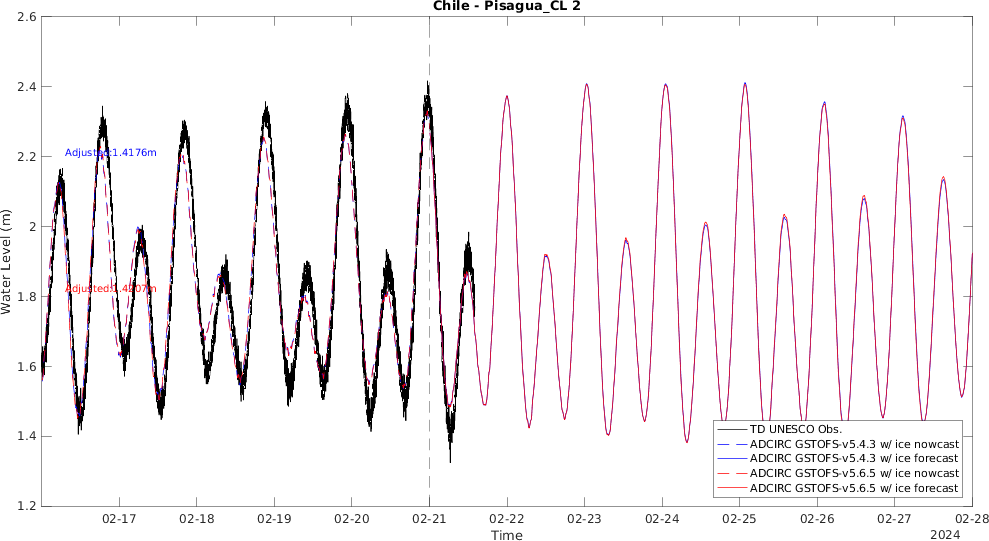 Chile - Pisagua_CL 2
2.6
2.4
2.2
2
1.8
1.6
1.4
1.2
Water Level (m)
Adjusted:1.4176m
Adjusted:1.4207m
TD UNESCO Obs.
ADCIRC GSTOFS-v5.4.3 w/ ice nowcast
ADCIRC GSTOFS-v5.4.3 w/ ice forecast
ADCIRC GSTOFS-v5.6.5 w/ ice nowcast
ADCIRC GSTOFS-v5.6.5 w/ ice forecast
02-17 02-18 02-19 02-20 02-21 02-22 02-23 02-24 02-25 02-26 02-27 02-28
Time
2024